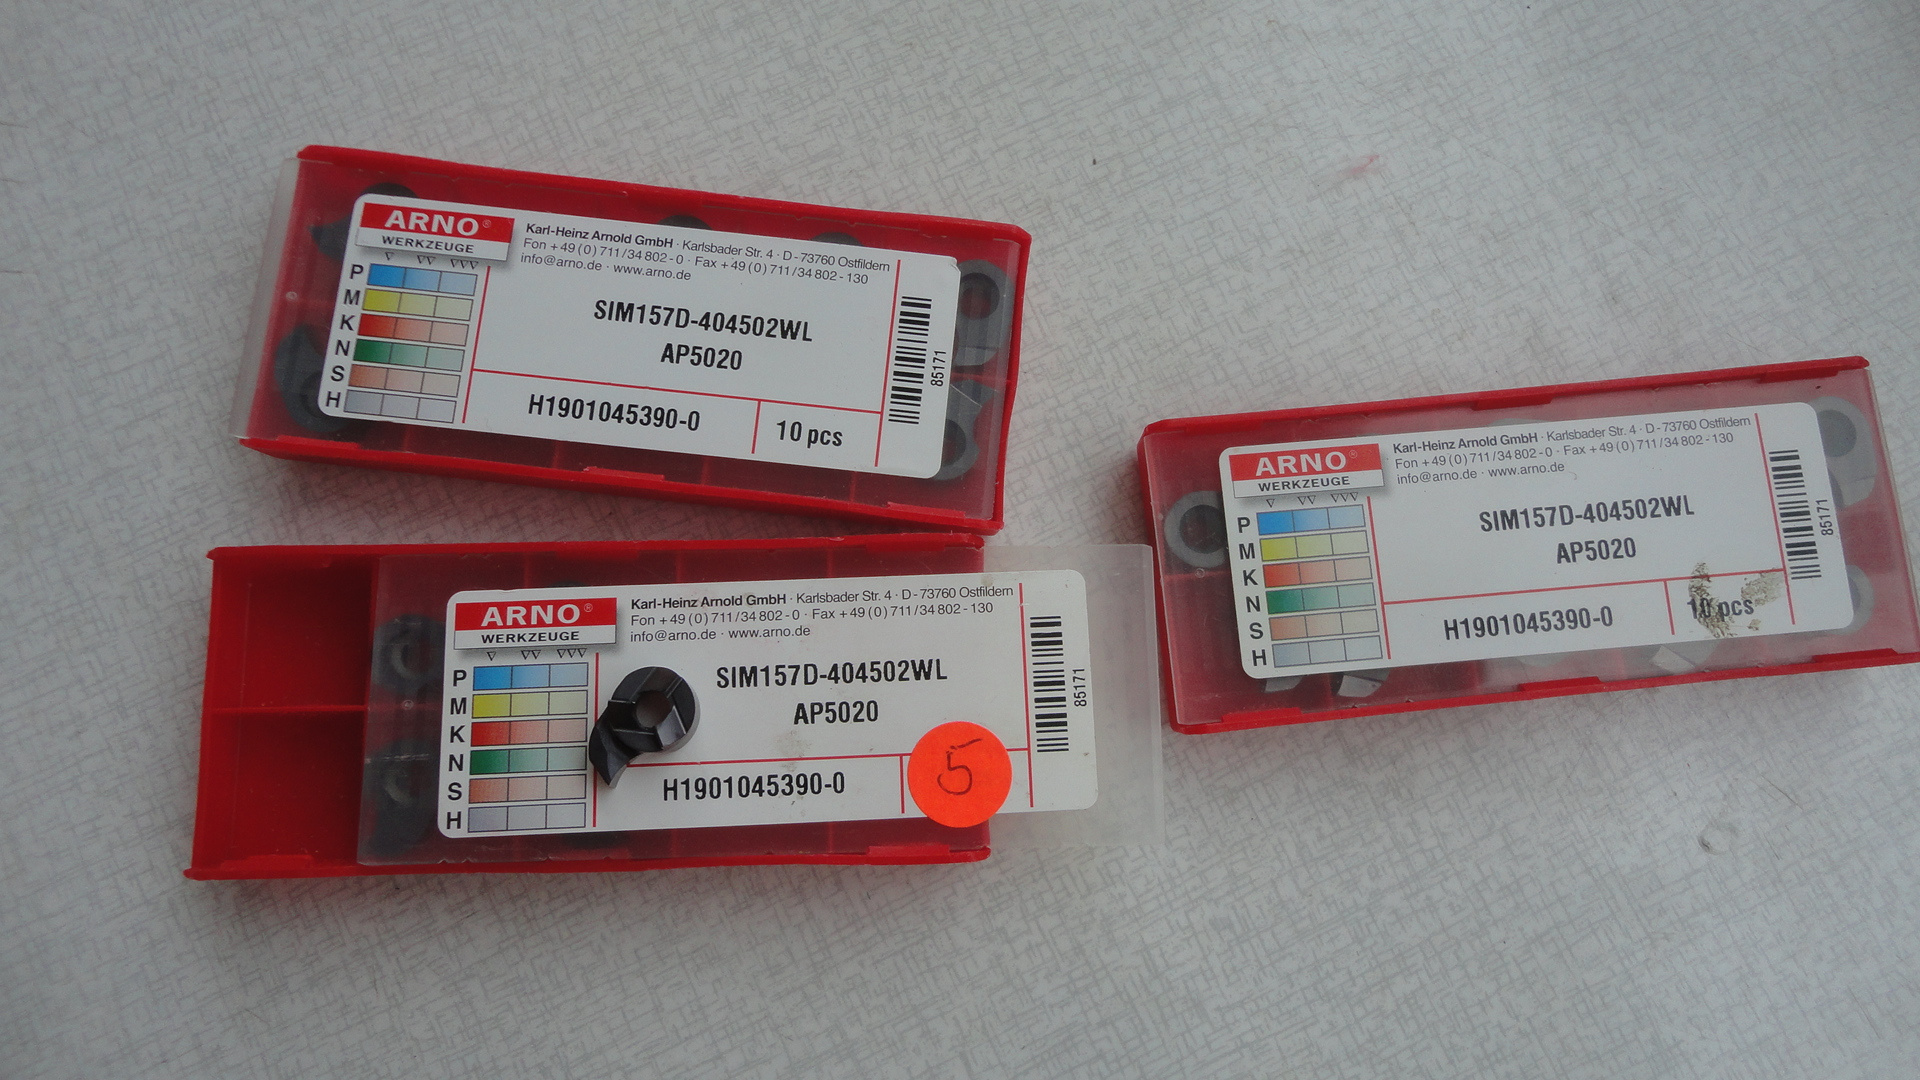 ARNO®
WERKZEUGE
Karl-Heinz Arnold GmbH · Karlsbader Str. 4 · D - 73760 Ostfildern
Fon +49 (0) 711/34 802 - 0 · Fax +49 (0) 711/34 802 - 130
info@arno.de · www.arno.de
P
M
K
N
S
H
SIM157D-404502WL
AP5020
H1901045390-0
10 pcs
85171
ARNO®
WERKZEUGE
Karl-Heinz Arnold GmbH · Karlsbader Str. 4 · D - 73760 Ostfildern
Fon +49 (0) 711/34 802 - 0 · Fax +49 (0) 711/34 802 - 130
info@arno.de · www.arno.de
P
M
K
N
S
H
SIM157D-404502WL
AP5020
H1901045390-0
10 pcs
85171
ARNO®
WERKZEUGE
Karl-Heinz Arnold GmbH · Karlsbader Str. 4 · D - 73760 Ostfildern
Fon +49 (0) 711/34 802 - 0 · Fax +49 (0) 711/34 802 - 130
info@arno.de · www.arno.de
P
M
K
N
S
H
SIM157D-404502WL
AP5020
H1901045390-0
5
85171